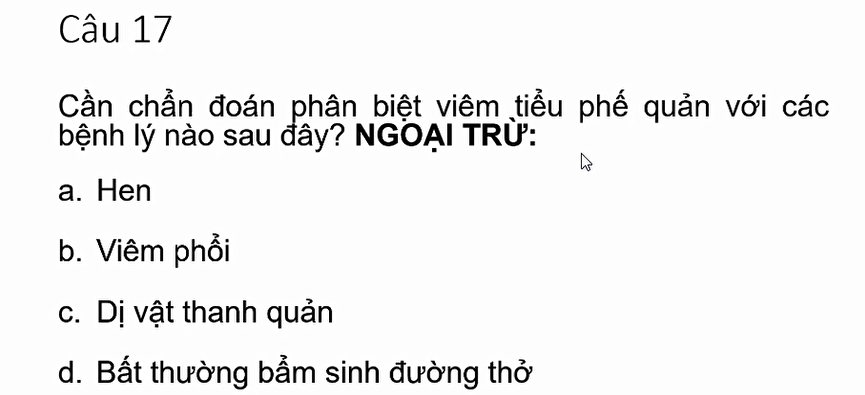 Câu 17
Cần chẩn đoán phân biệt viêm tiểu phế quản với các
bệnh lý nào sau đây? NGOẠI TRỪ:
a. Hen
b. Viêm phổi
c. Dị vật thanh quản
d. Bất thường bẩm sinh đường thở